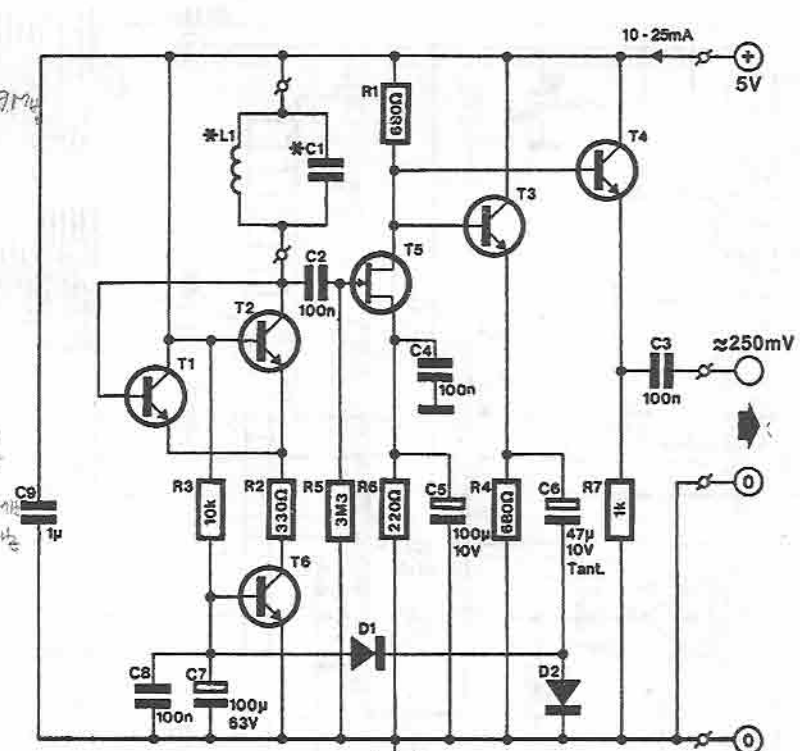 10 - 25mA
+
5V
R1
680Ω
T4
*L1
*C1
T3
T5
C2
100n
T2
T1
C4
100n
C3
100n
≈250mV
C9
1µ
R3
10k
R2
330Ω
R5
3M3
R6
220Ω
C5
100µ
10V
R4
680Ω
C6
47µ
10V
Tant.
R7
1k
0
T6
D1
C8
100n
C7
100µ
63V
D2
0